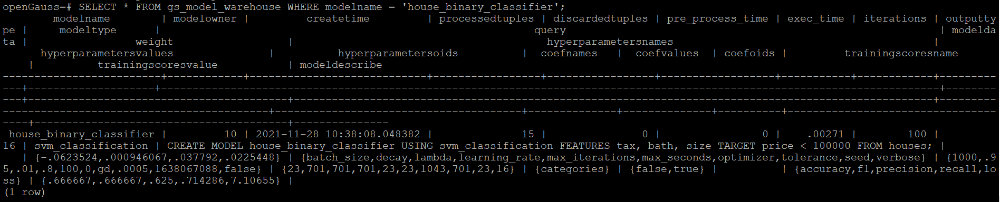 openGauss=# SELECT * FROM gs_model_warehouse WHERE modelname = 'house_binary_classifier';
modelname | modelowner | createtime | processedtuples | discardedtuples | pre_process_time | exec_time | iterations | outputty
pe | modeltype | query | modelda
ta | weight | hyperparametersnames |
hyperparametersvalues | hyperparametersoids | coefnames | coefvalues | coefoids | trainingscoresname
| trainingscoresvalue | modeldescribe
-------------------------+------------+----------------------------+-----------------+-----------------+------------------+-----------+------------+---------
---+--------------------+---------------------------------------------------------------------------------------------------------------------------+--------
---+-----------------------------------------+-----------------------------------------------------------------------------------------------------+---------
------------------------------------------+---------------------------------------+-------------+--------------+----------+---------------------------------
----+----------------------------------------+---------------
house_binary_classifier | 10 | 2021-11-28 10:38:08.048382 | 15 | 0 | 0 | .00271 | 100 |
16 | svm_classification | CREATE MODEL house_binary_classifier USING svm_classification FEATURES tax, bath, size TARGET price < 100000 FROM houses; |
| {-.0623524,.000946067,.037792,.0225448} | {batch_size,decay,lambda,learning_rate,max_iterations,max_seconds,optimizer,tolerance,seed,verbose} | {1000,.9
5,.01,.8,100,0,gd,.0005,1638067088,false} | {23,701,701,701,23,23,1043,701,23,16} | {categories} | {false,true} | | {accuracy,f1,precision,recall,lo
ss} | {.666667,.666667,.625,.714286,7.10655} |
(1 row)